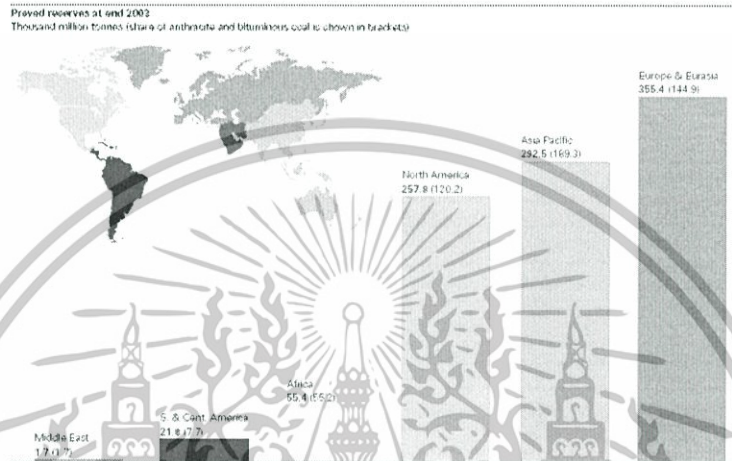 Proved reserves at end 2003
Thousand million tonnes (share of anthracite and bituminous coal is shown in brackets)
Europe & Eurasia
355.4 (144.9)
Asia Pacific
292.5 (189.3)
North America
257.8 (120.2)
Africa
55.4 (55.2)
S. & Cent. America
21.8 (7.7)
Middle East
1.7 (1.7)